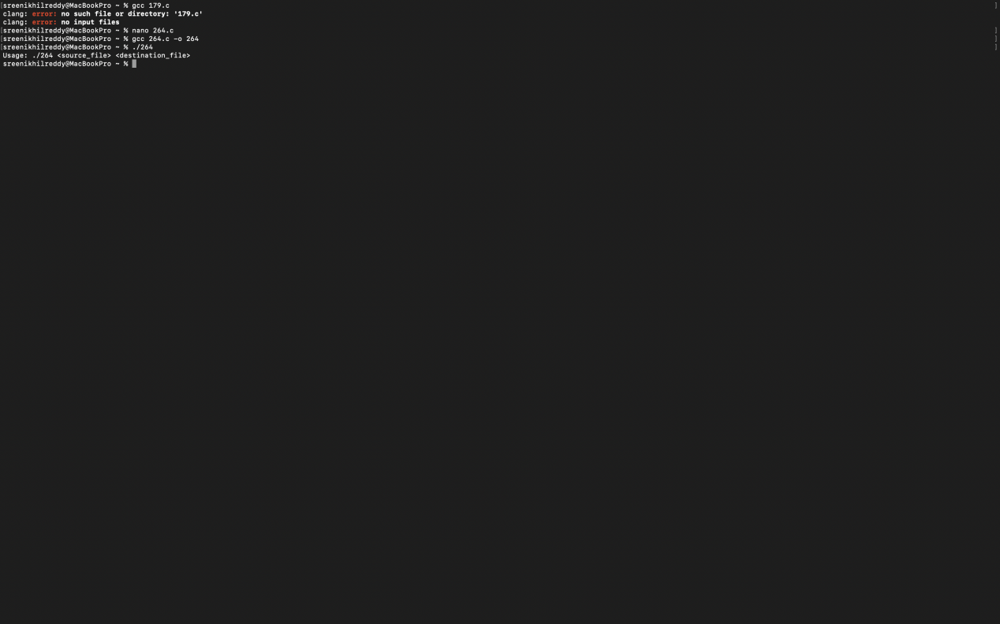 [sreenikhilreddy@MacBookPro ~ % gcc 179.c ]
clang: error: no such file or directory: '179.c'
clang: error: no input files
[sreenikhilreddy@MacBookPro ~ % nano 264.c ]
[sreenikhilreddy@MacBookPro ~ % gcc 264.c -o 264 ]
[sreenikhilreddy@MacBookPro ~ % ./264 ]
Usage: ./264 <source_file> <destination_file>
sreenikhilreddy@MacBookPro ~ %